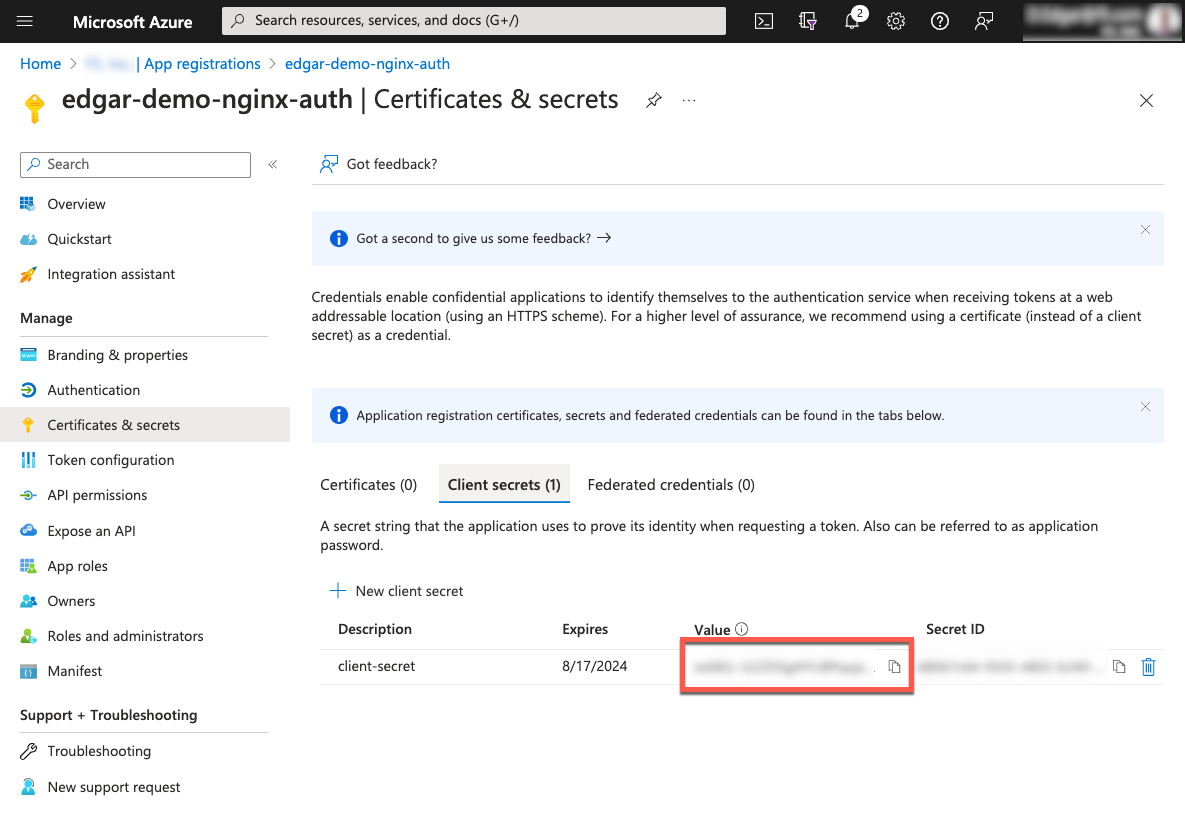 Microsoft Azure
Search resources, services, and docs (G+/)
2
Home > | App registrations > edgar-demo-nginx-auth
edgar-demo-nginx-auth | Certificates & secrets ...
Search
«
Got feedback?
Overview
Quickstart
Integration assistant
Manage
Branding & properties
Authentication
Certificates & secrets
Token configuration
API permissions
Expose an API
App roles
Owners
Roles and administrators
Manifest
Support + Troubleshooting
Troubleshooting
New support request
Got a second to give us some feedback? →
Credentials enable confidential applications to identify themselves to the authentication service when receiving tokens at a web
addressable location (using an HTTPS scheme). For a higher level of assurance, we recommend using a certificate (instead of a client
secret) as a credential.
Application registration certificates, secrets and federated credentials can be found in the tabs below.
Certificates (0) Client secrets (1) Federated credentials (0)
A secret string that the application uses to prove its identity when requesting a token. Also can be referred to as application
password.
New client secret
Description Expires Value Secret ID
client-secret 8/17/2024